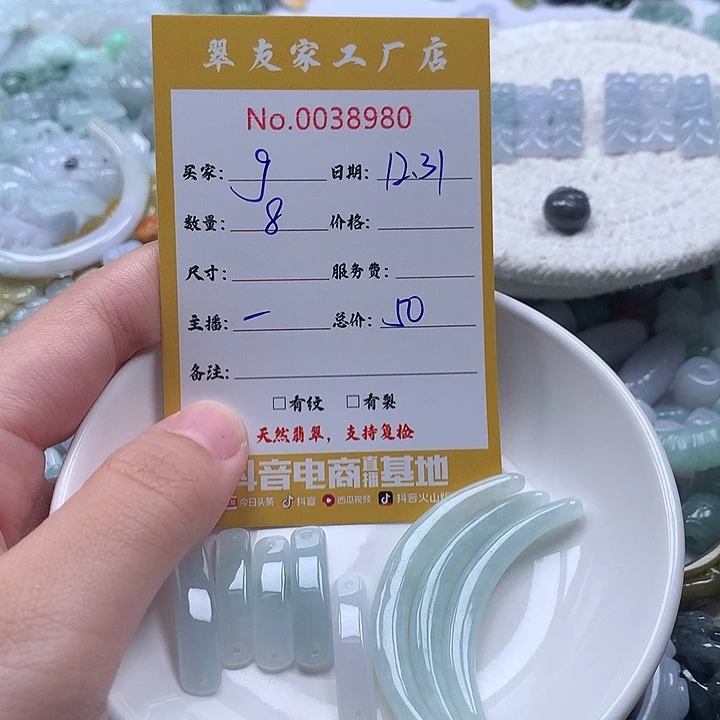 翠友家工厂店
No.0038980
买家: g 日期: 12.31
数量: 8 价格:
尺寸: 服务费:
主播: 一 总价: 50
备注:
□有纹 □有裂
天然翡翠，支持复检
抖音电商直播基地
今日头条 抖音 西瓜视频 抖音火山版